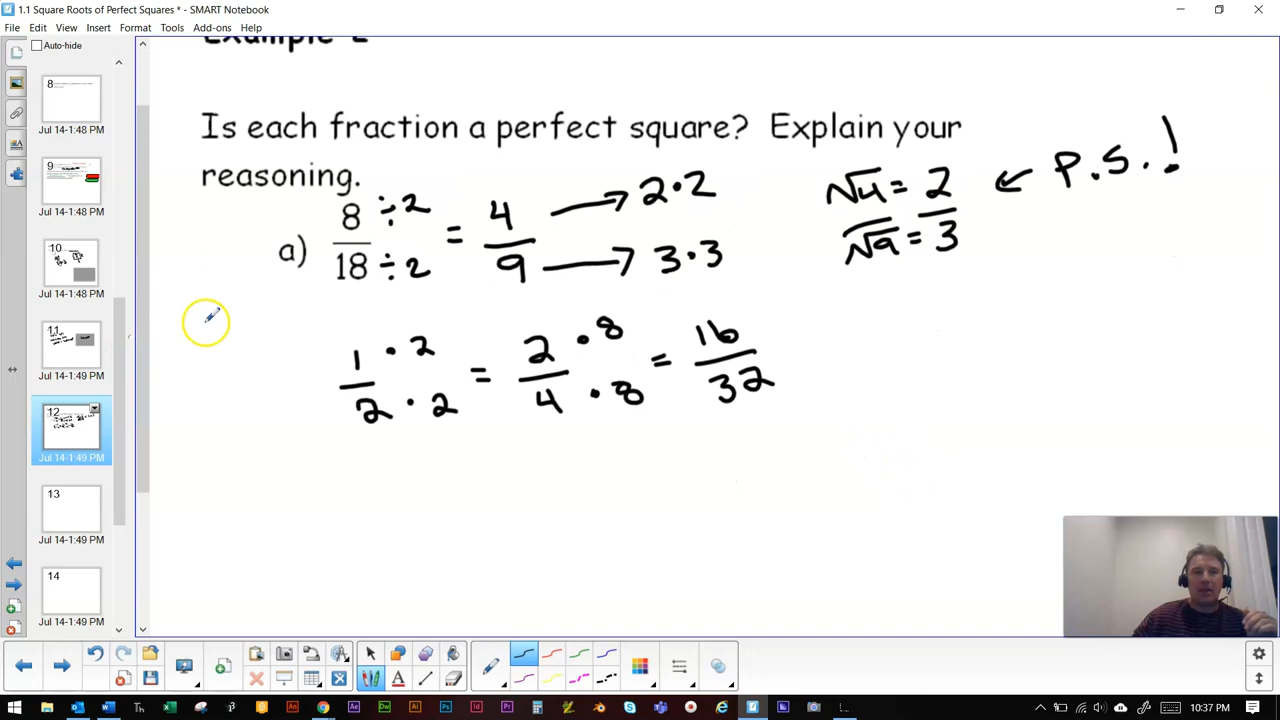 1.1 Square Roots of Perfect Squares * - SMART Notebook
File Edit View Insert Format Tools Add-ons Help
Auto-hide
8
Jul 14-1:48 PM
9
Jul 14-1:48 PM
10
Jul 14-1:48 PM
11
Jul 14-1:49 PM
12
Jul 14-1:49 PM
13
Jul 14-1:49 PM
14
Jul 14-1:49 PM
Is each fraction a perfect square? Explain your
reasoning.
a) 8/18 ÷2/÷2 = 4/9 → 2·2 / → 3·3
√4 = 2
√9 = 3
← P.S.!
1·2/2·2 = 2·8/4·8 = 16/32
10:37 PM